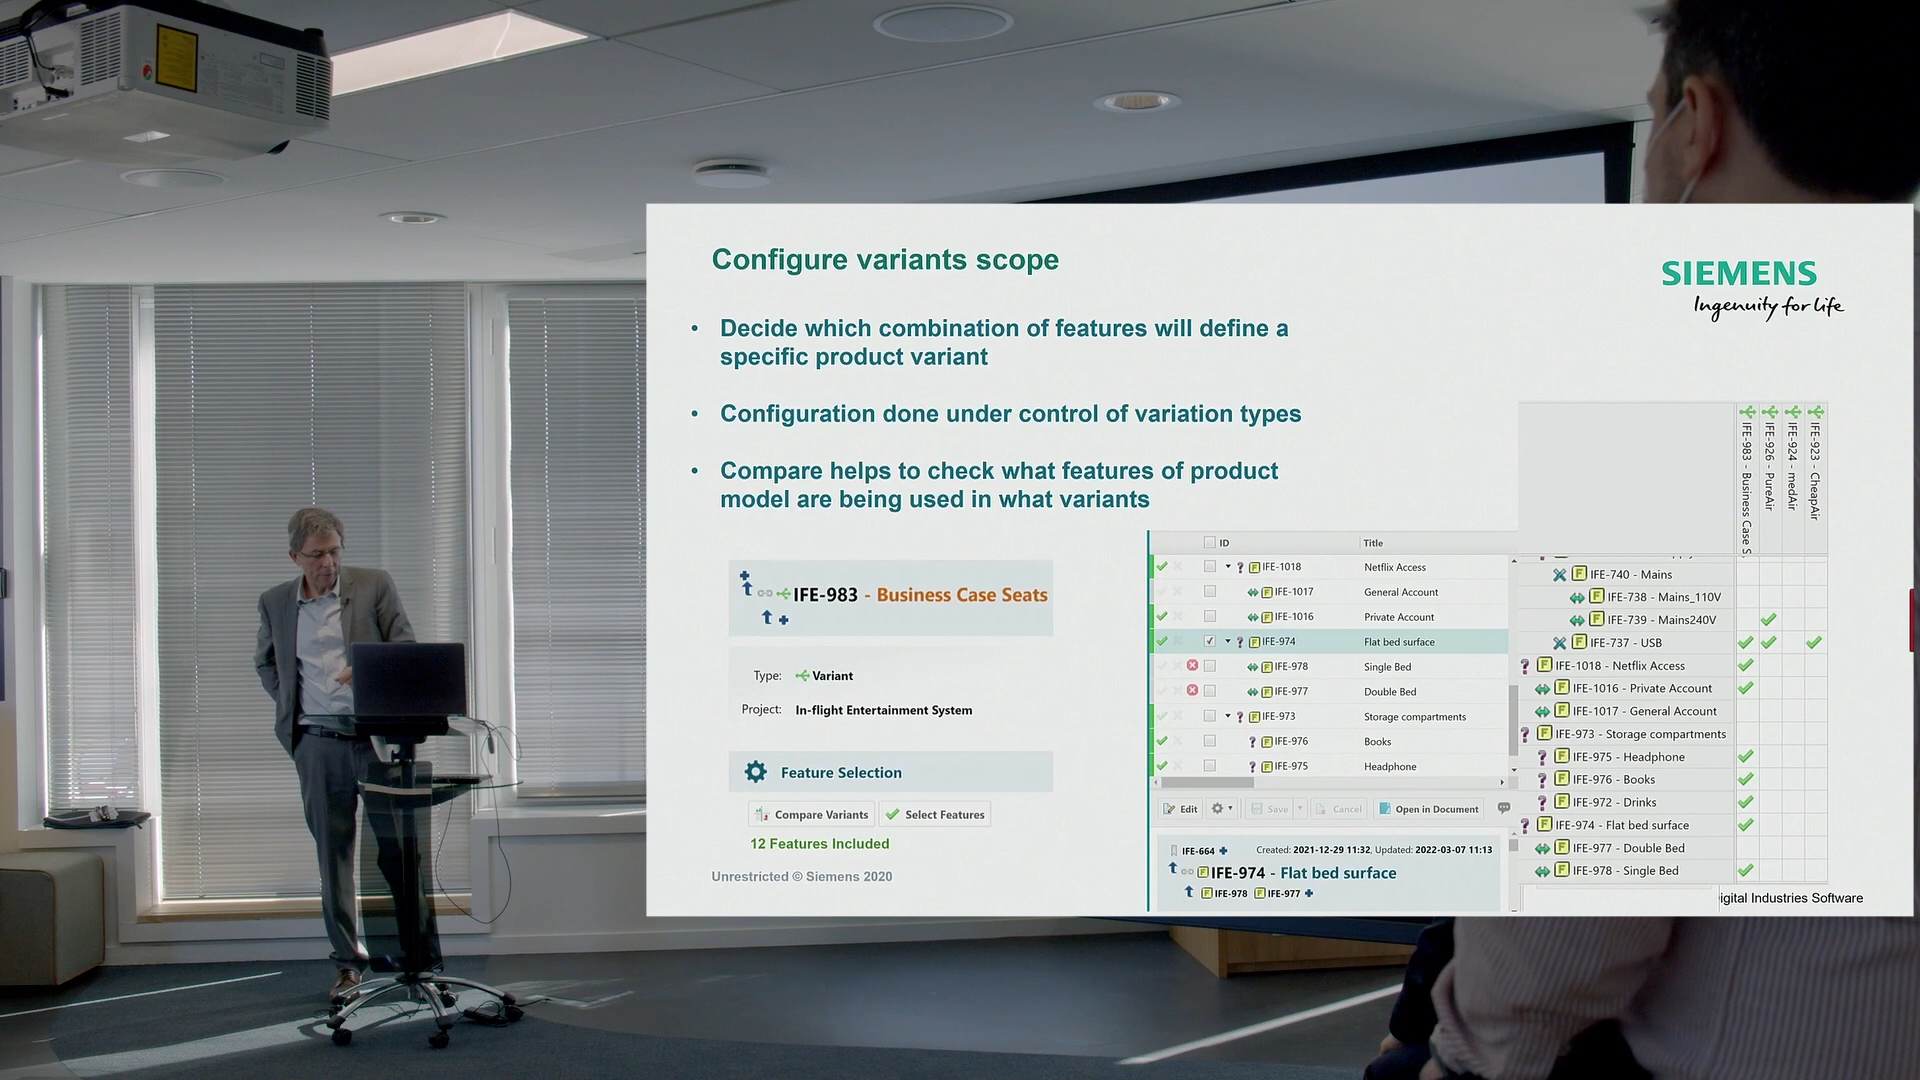 Configure variants scope
SIEMENS
Ingenuity for life
• Decide which combination of features will define a
specific product variant
• Configuration done under control of variation types
• Compare helps to check what features of product
model are being used in what variants
IFE-983 - Business Case Seats
Type: Variant
Project: In-flight Entertainment System
Feature Selection
Compare Variants
Select Features
12 Features Included
Unrestricted © Siemens 2020
ID Title
IFE-1018 Netflix Access
IFE-1017 General Account
IFE-1016 Private Account
IFE-974 Flat bed surface
IFE-978 Single Bed
IFE-977 Double Bed
IFE-973 Storage compartments
IFE-976 Books
IFE-975 Headphone
Edit Save Cancel Open in Document
IFE-664 Created: 2021-12-29 11:32, Updated: 2022-03-07 11:13
IFE-974 - Flat bed surface
IFE-978 IFE-977
IFE-983 - Business Case S
IFE-926 - PureAir
IFE-924 - medAir
IFE-923 - CheapAir
IFE-740 - Mains
IFE-738 - Mains_110V
IFE-739 - Mains240V
IFE-737 - USB
IFE-1018 - Netflix Access
IFE-1016 - Private Account
IFE-1017 - General Account
IFE-973 - Storage compartments
IFE-975 - Headphone
IFE-976 - Books
IFE-972 - Drinks
IFE-974 - Flat bed surface
IFE-977 - Double Bed
IFE-978 - Single Bed
igital Industries Software